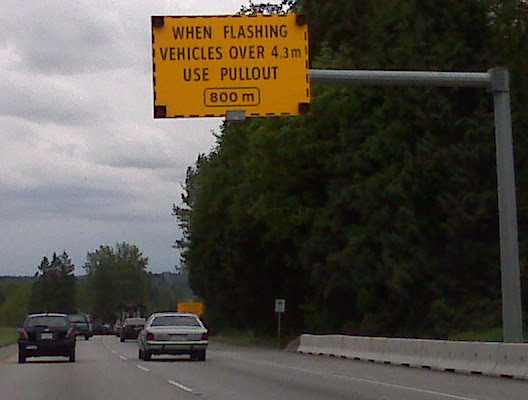 WHEN FLASHING
VEHICLES OVER 4.3m
USE PULLOUT
800 m